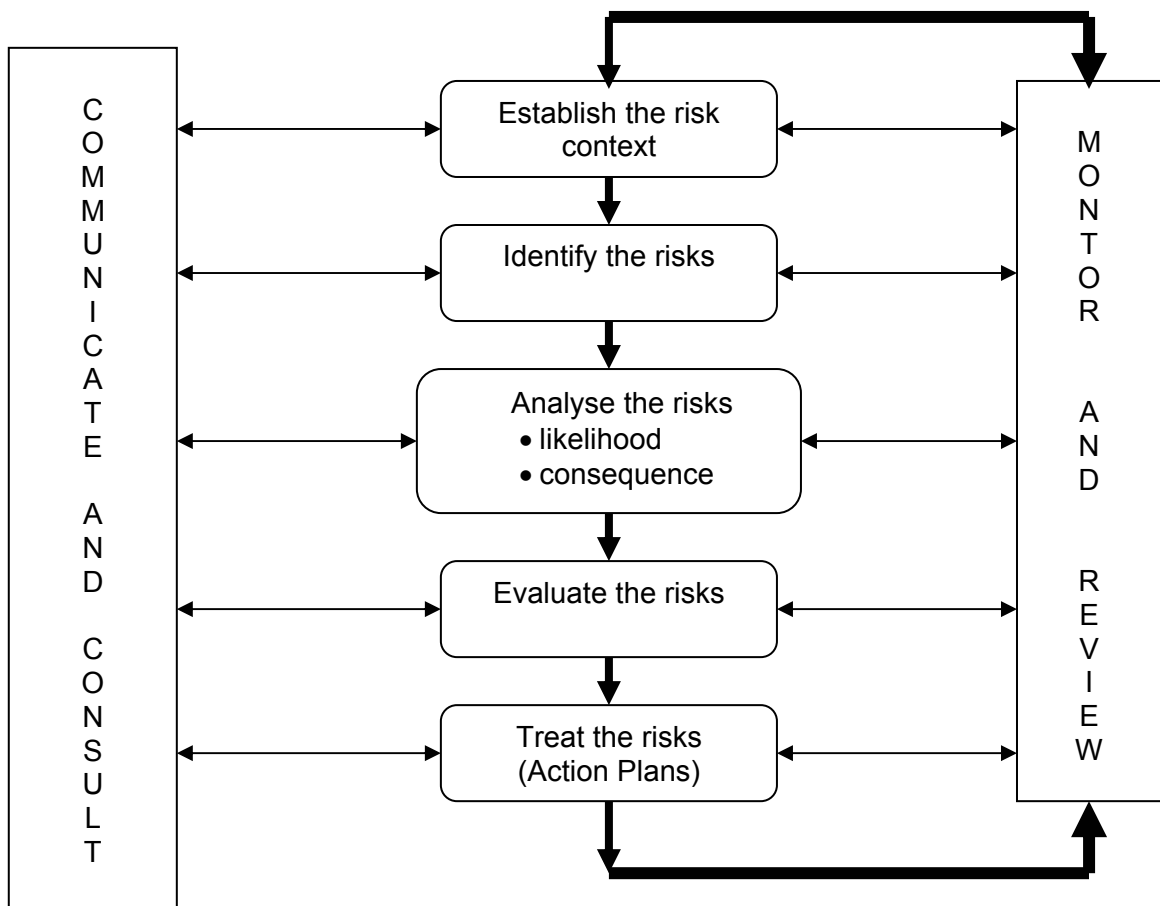 COMMUNICATE AND CONSULT
Establish the risk
context
Identify the risks
Analyse the risks
• likelihood
• consequence
Evaluate the risks
Treat the risks
(Action Plans)
MONTOR AND REVIEW